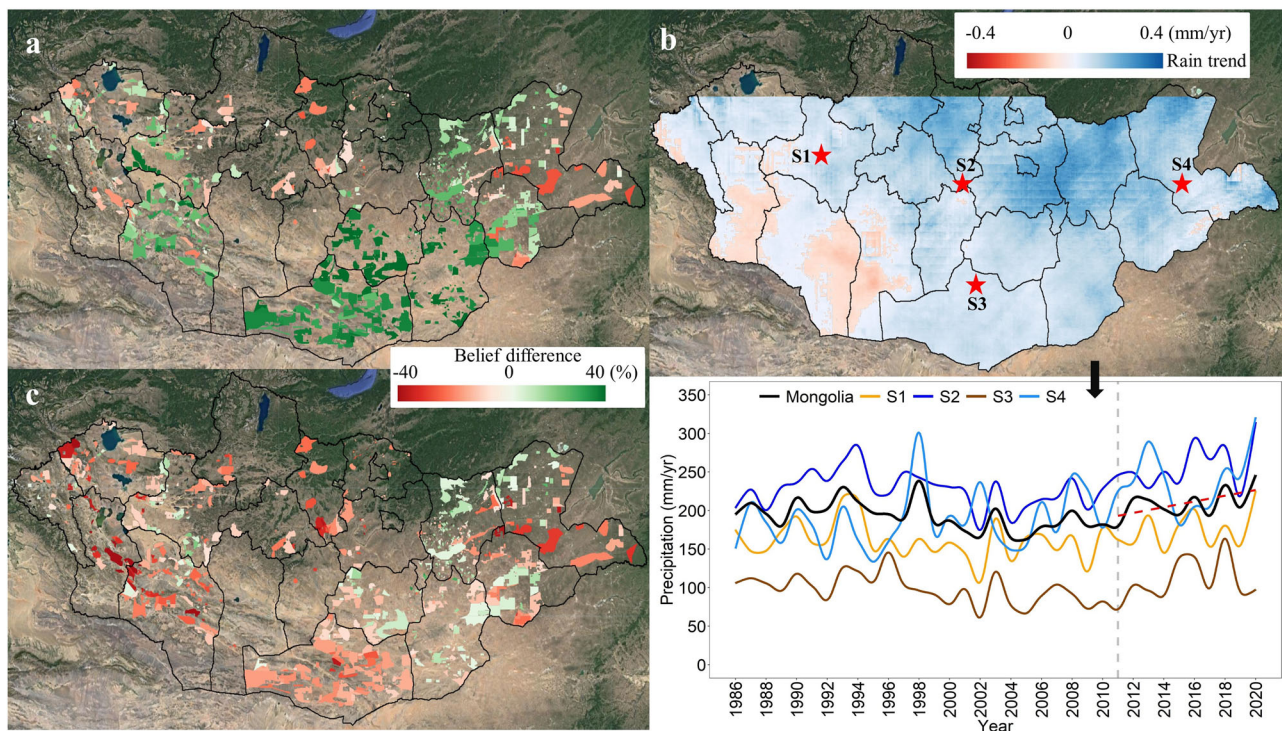 a
b
-0.4 0 0.4 (mm/yr)
Rain trend
S1
S2
S3
S4
Belief difference
-40 0 40 (%)
c
Mongolia S1 S2 S3 S4
Precipitation (mm/yr)
350
300
250
200
150
100
50
0
1986 1988 1990 1992 1994 1996 1998 2000 2001 2002 2004 2006 2008 2010 2012 2014 2016 2018 2020
Year